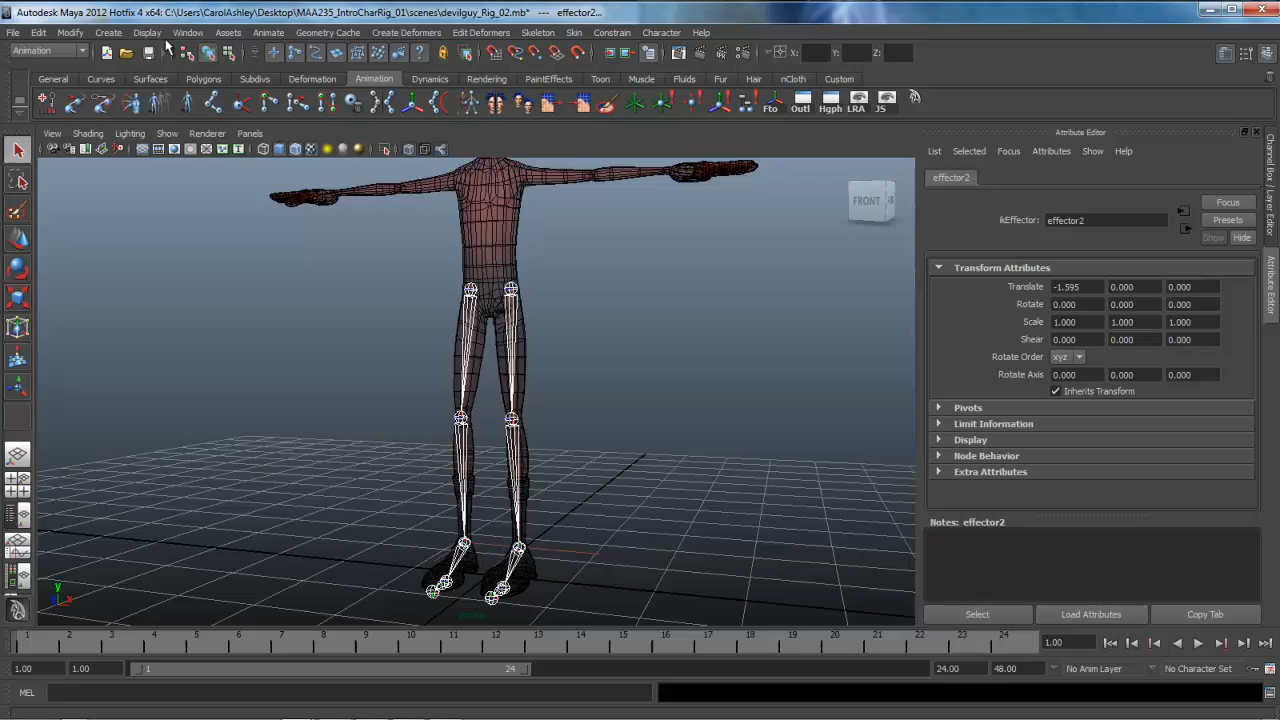 Autodesk Maya 2012 Hotfix 4 x64: C:\Users\CarolAshley\Desktop\MAA235_IntroCharRig_01\scenes\devilguy_Rig_02.mb* --- effector2...
File Edit Modify Create Display Window Assets Animate Geometry Cache Create Deformers Edit Deformers Skeleton Skin Constrain Character Help
Animation X: Y: Z:
General Curves Surfaces Polygons Subdivs Deformation Animation Dynamics Rendering PaintEffects Toon Muscle Fluids Fur Hair nCloth Custom
Fto Outl Hgph LRA JS
View Shading Lighting Show Renderer Panels
FRONT
y
x
persp
Attribute Editor
List Selected Focus Attributes Show Help
effector2
Focus
ikEffector: effector2
Presets
Show Hide
Transform Attributes
Translate -1.595 0.000 0.000
Rotate 0.000 0.000 0.000
Scale 1.000 1.000 1.000
Shear 0.000 0.000 0.000
Rotate Order xyz
Rotate Axis 0.000 0.000 0.000
Inherits Transform
Pivots
Limit Information
Display
Node Behavior
Extra Attributes
Notes: effector2
Select Load Attributes Copy Tab
Channel Box / Layer Editor
Attribute Editor
1 2 3 4 5 6 7 8 9 10 11 12 13 14 15 16 17 18 19 20 21 22 23 24 1.00
1.00 1.00 1 24 24.00 48.00 No Anim Layer No Character Set
MEL